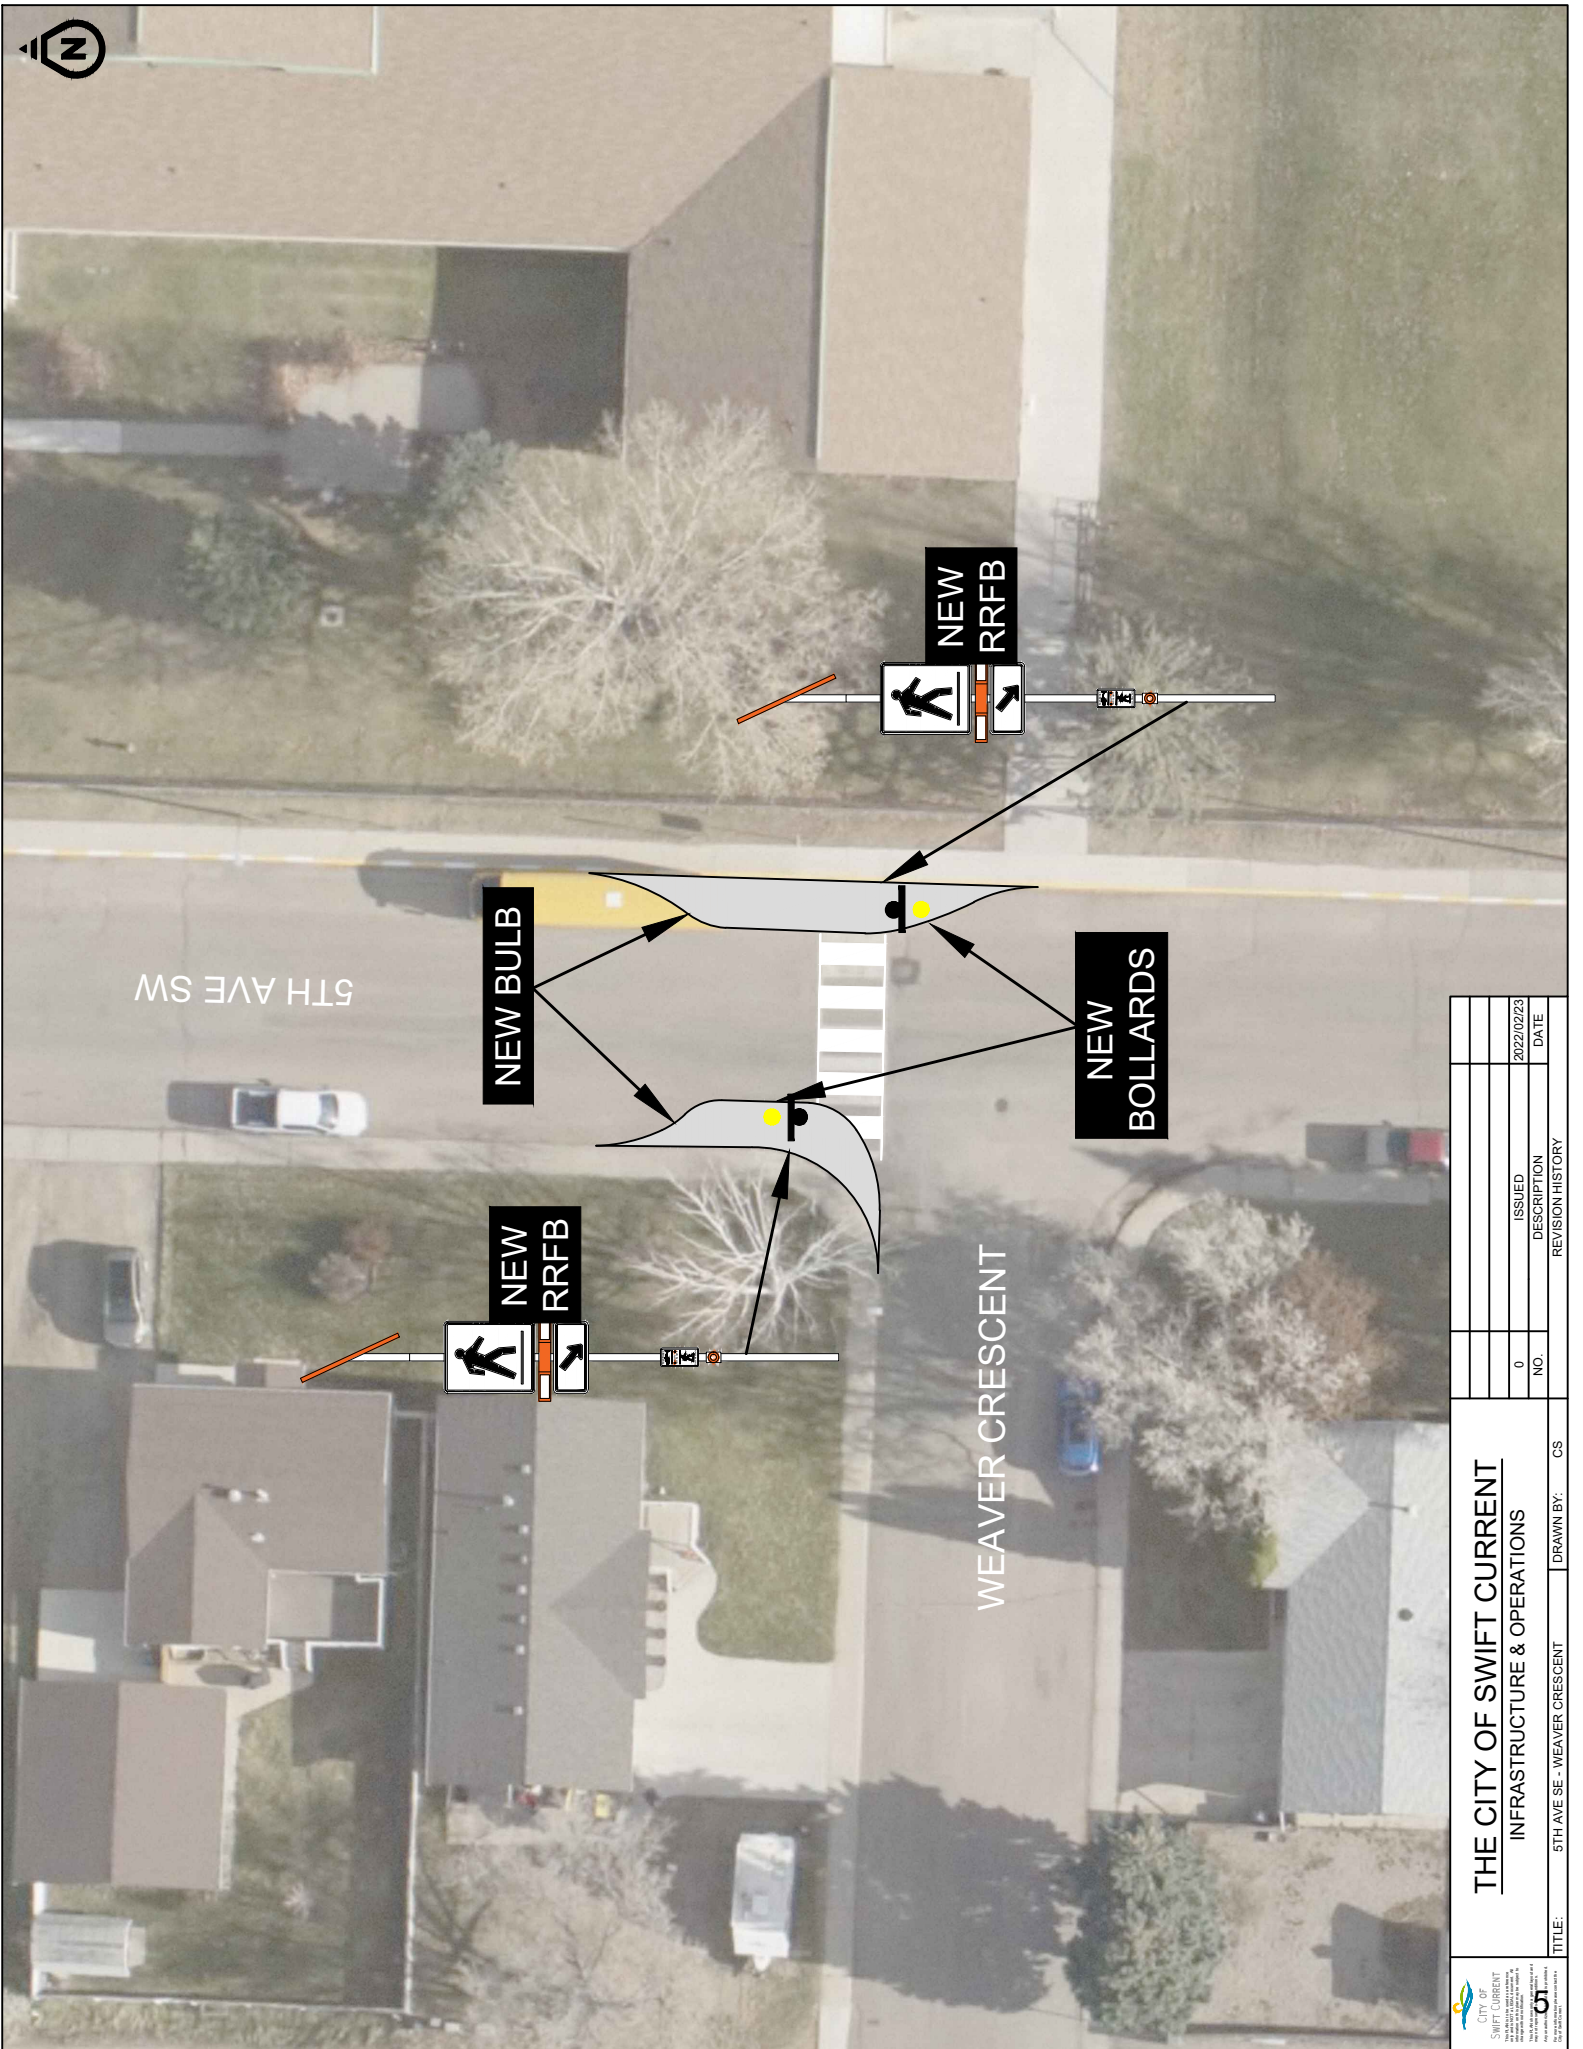 N
5TH AVE SW
NEW BULB
NEW
RRFB
NEW
RRFB
NEW
BOLLARDS
WEAVER CRESCENT
CITY OF
SWIFT CURRENT
5
THE CITY OF SWIFT CURRENT
INFRASTRUCTURE & OPERATIONS
TITLE: 5TH AVE SE - WEAVER CRESCENT
DRAWN BY: CS
0 ISSUED 2022/02/23
NO. DESCRIPTION DATE
REVISION HISTORY